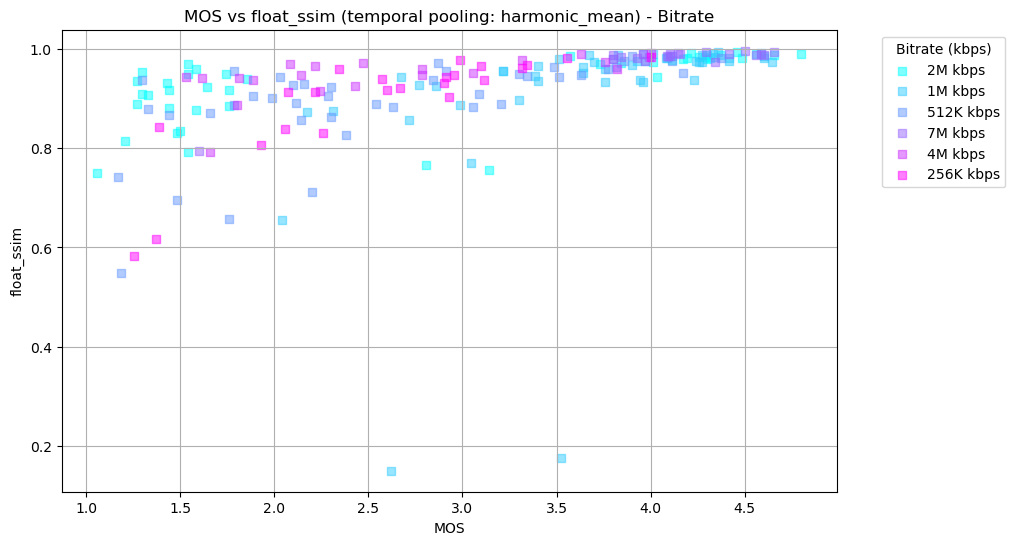 MOS vs float_ssim (temporal pooling: harmonic_mean) - Bitrate
float_ssim
1.0
0.8
0.6
0.4
0.2
1.0 1.5 2.0 2.5 3.0 3.5 4.0 4.5
MOS
Bitrate (kbps)
2M kbps
1M kbps
512K kbps
7M kbps
4M kbps
256K kbps